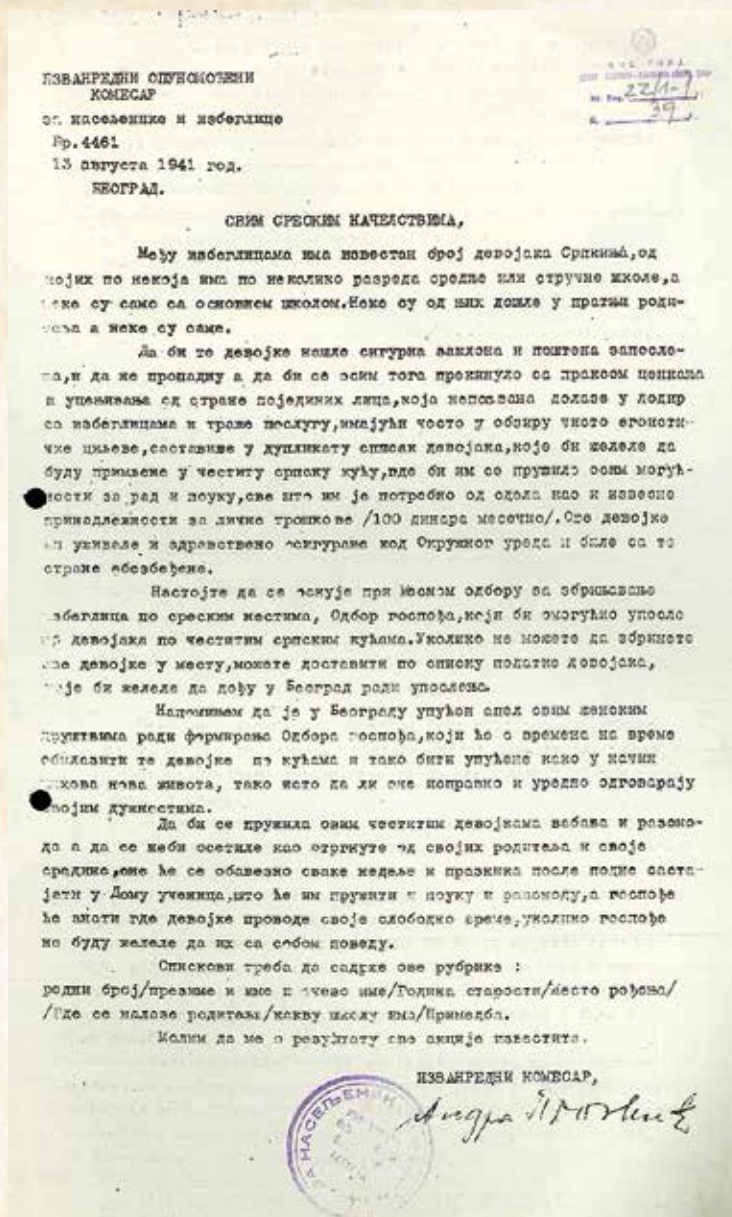 ИЗВАНРЕДНИ ОПУНОМОЋЕНИ
КОМЕСАР
за насељенике и избеглице
Бр.4461
13 августа 1941 год.
БЕОГРАД.
22/1-1
39
СВИМ СРЕСКИМ НАЧЕЛСТВИМА,
Међу избеглицама има известан број девојака Српкиња,од
којих по некоја има по неколико разреда средње или стручне школе,а
неке су само са основном школом.Неке су од њих дошле у пратњи роди-
теља а неке су саме.
Да би те девојке нашле сигурна заклона и поштена запосле-
ња,и да не пропадну а да би се осим тога прекинуло са праксом ценкања
и уцењивања од стране појединих лица,која непозвана долазе у додир
са избеглицама и траже послугу,имајући често у обзиру чисто егоисти-
чке циљеве,саставите у дупликату списак девојака,које би желеле да
буду примљене у честиту српску кућу,где би им се пружило осим могућ-
ности за рад и поуку,све што им је потребно од одела као и извесне
принадлежности за личне трошкове /100 динара месечно/.Ове девојке
би уживале и здравствено осигурање код Окружног уреда и биле са те
стране обезбеђене.
Настојте да се оснује при Месном одбору за збрињавање
избеглица по среским местима, Одбор госпођа,који би омогућио упосле
њу девојака по честитим српским кућама.Уколико не можете да збринете
све девојке у месту,можете доставити по списку податке девојака,
које би желеле да дођу у Београд ради упослења.
Напомињем да је у Београду упућен апел свим женским
друштвима ради формирања Одбора госпођа,који ће с времена на време
обилазити те девојке по кућама и тако бити упућене како у начин
њихова нова живота, тако исто да ли оне исправно и уредно одговарају
својим дужностима.
Да би се пружила овим честитим девојкама забава и разоно-
да а да се не би осетиле као отргнуте од својих родитеља и своје
средине,оне ће се обавезно сваке недеље и празника после подне саста-
јати у Дому ученица,што ће им пружити и поуку и разоноду,а госпође
ће знати где девојке проводе своје слободно време,уколико госпође
не буду желеле да их са собом поведу.
Спискови треба да садрже ове рубрике :
редни број/презиме и име и очево име/Година старости/место рођења/
/Где се налазе родитељи/какву школу има/Примедба.
Молим да ме о резултату ове акције известите.
ИЗВАНРЕДНИ КОМЕСАР,
ЗА НАСЕЉЕНИК